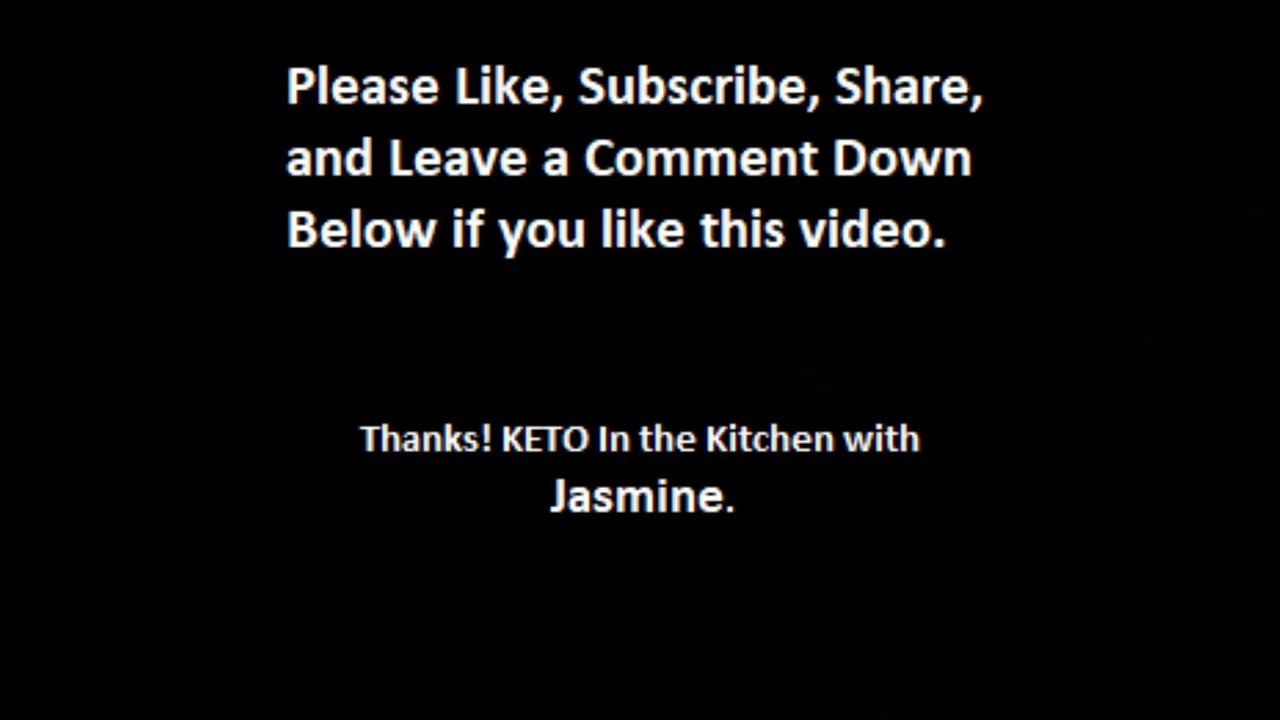 Please Like, Subscribe, Share,
and Leave a Comment Down
Below if you like this video.
Thanks! KETO In the Kitchen with
Jasmine.